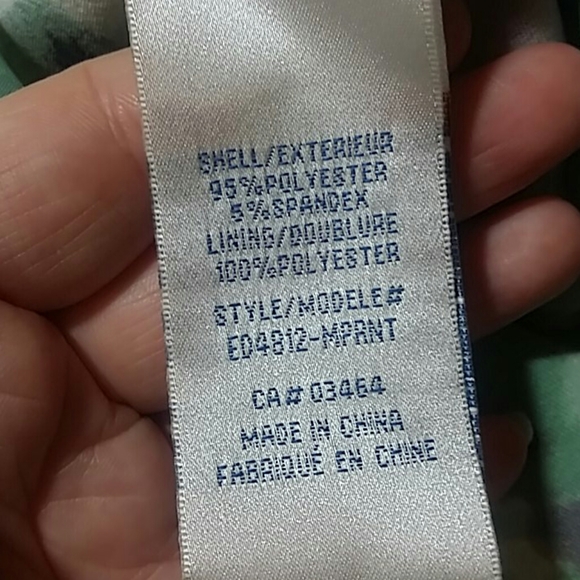 SHELL/EXTERIEUR
95%POLYESTER
5%SPANDEX
LINING/DOUBLURE
100%POLYESTER
STYLE/MODELE#
ED4812-MPRNT
CA# 03464
MADE IN CHINA
FABRIQUÉ EN CHINE